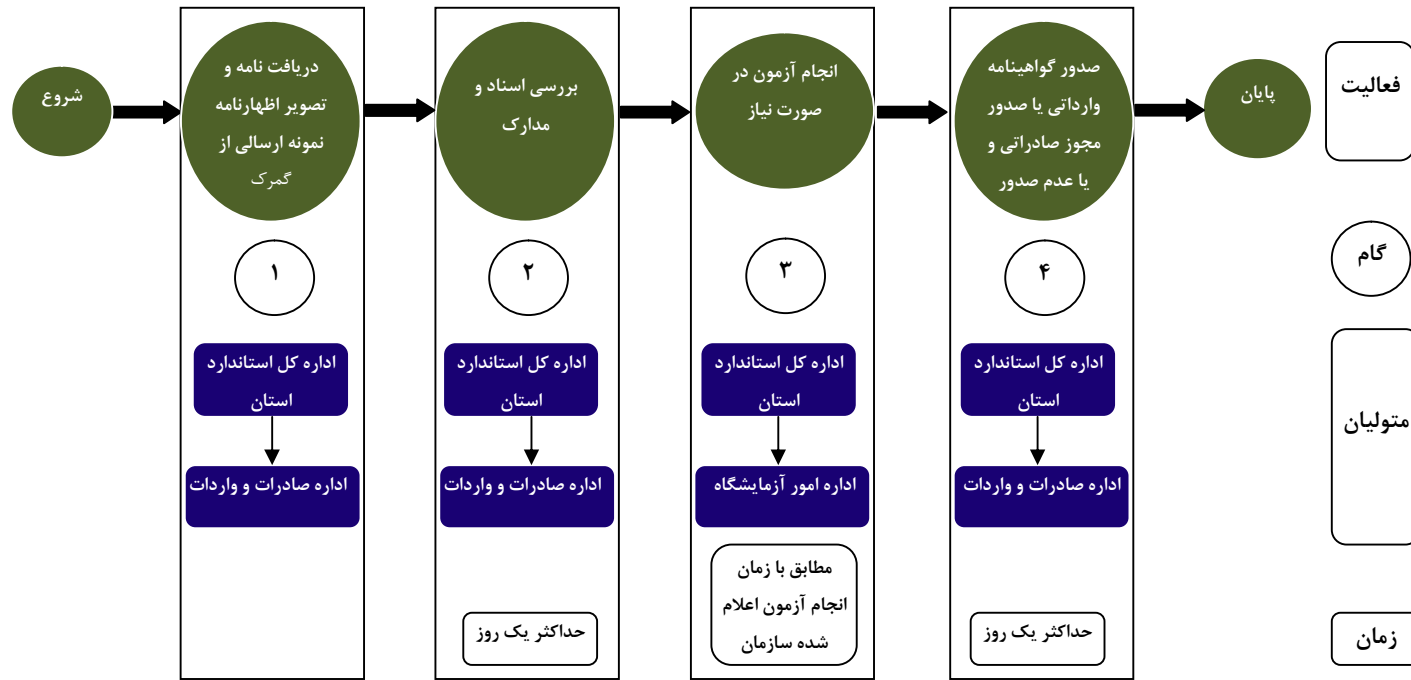 شروع
دریافت نامه و
تصویر اظهارنامه
نمونه ارسالی از
گمرک
بررسی اسناد و
مدارک
انجام آزمون در
صورت نیاز
صدور گواهینامه
وارداتی یا صدور
مجوز صادراتی و
یا عدم صدور
پایان
فعالیت
۱
۲
۳
۴
گام
اداره کل استاندارد
استان
اداره صادرات و واردات
اداره کل استاندارد
استان
اداره صادرات و واردات
اداره کل استاندارد
استان
اداره امور آزمایشگاه
اداره کل استاندارد
استان
اداره صادرات و واردات
متولیان
حداکثر یک روز
مطابق با زمان
انجام آزمون اعلام
شده سازمان
حداکثر یک روز
زمان